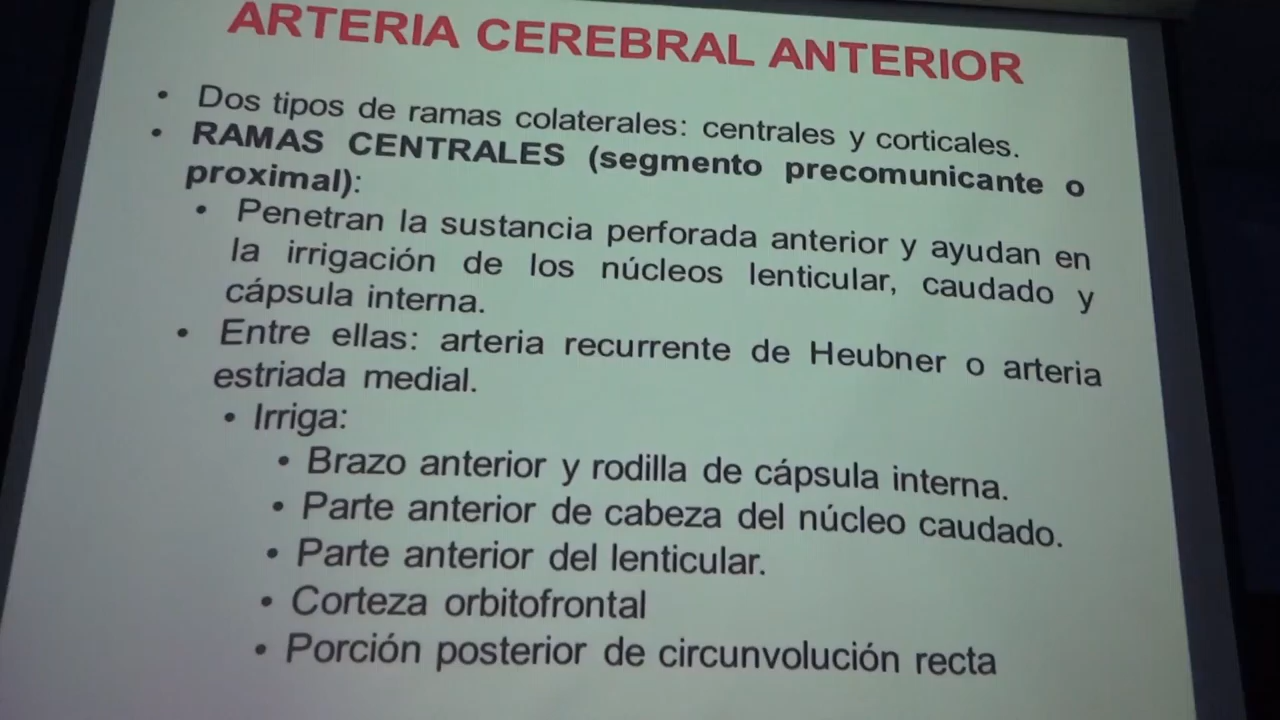 ARTERIA CEREBRAL ANTERIOR
• Dos tipos de ramas colaterales: centrales y corticales.
• RAMAS CENTRALES (segmento precomunicante o
proximal):
• Penetran la sustancia perforada anterior y ayudan en
la irrigación de los núcleos lenticular, caudado y
cápsula interna.
• Entre ellas: arteria recurrente de Heubner o arteria
estriada medial.
• Irriga:
• Brazo anterior y rodilla de cápsula interna.
• Parte anterior de cabeza del núcleo caudado.
• Parte anterior del lenticular.
• Corteza orbitofrontal
• Porción posterior de circunvolución recta